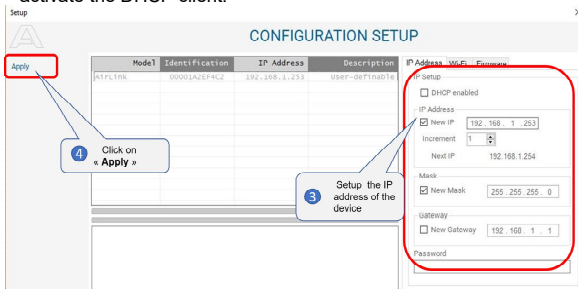 activate the DHCP client.
Setup
CONFIGURATION SETUP
Apply
Model Identification IP Address Description
AirLink 00001A2EF4C2 192.168.1.253 User-definable
IP Address Wi-Fi Firmware
IP Setup
DHCP enabled
IP Address
New IP 192 . 168 . 1 . 253
Increment 1
Next IP 192.168.1.254
Mask
New Mask 255 . 255 . 255 . 0
Gateway
New Gateway 192 . 168 . 1 . 1
Password
4 Click on
« Apply »
3 Setup the IP
address of the
device